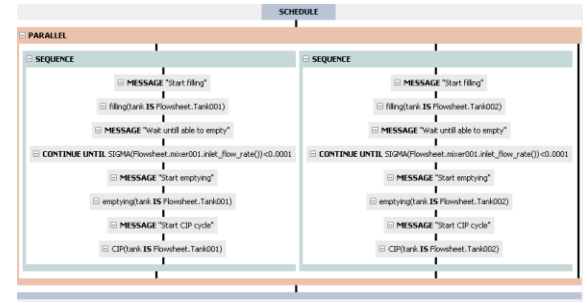 SCHEDULE
PARALLEL
SEQUENCE
MESSAGE "Start filling"
filling(tank IS Flowsheet.Tank001)
MESSAGE "Wait untill able to empty"
CONTINUE UNTIL SIGMA(Flowsheet.mixer001.inlet_flow_rate())<0.0001
MESSAGE "Start emptying"
emptying(tank IS Flowsheet.Tank001)
MESSAGE "Start CIP cycle"
CIP(tank IS Flowsheet.Tank001)
SEQUENCE
MESSAGE "Start filling"
filling(tank IS Flowsheet.Tank002)
MESSAGE "Wait untill able to empty"
CONTINUE UNTIL SIGMA(Flowsheet.mixer001.inlet_flow_rate())<0.0001
MESSAGE "Start emptying"
emptying(tank IS Flowsheet.Tank002)
MESSAGE "Start CIP cycle"
CIP(tank IS Flowsheet.Tank002)